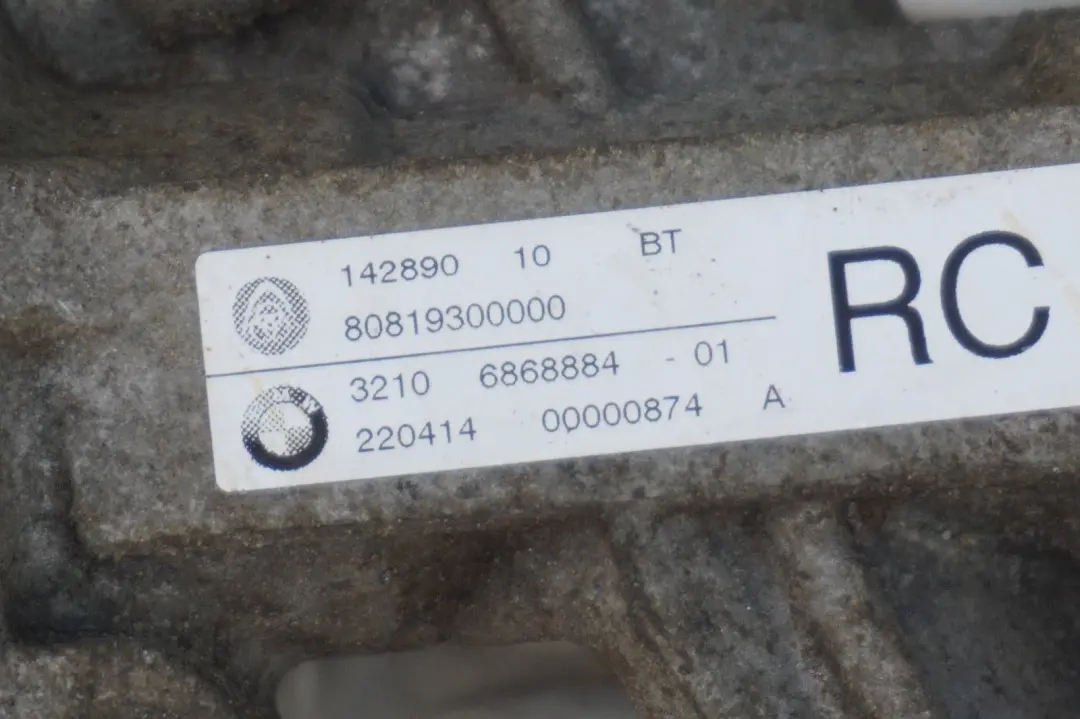 142890 10 BT
80819300000
3210 6868884 - 01
220414 00000874 A
RC